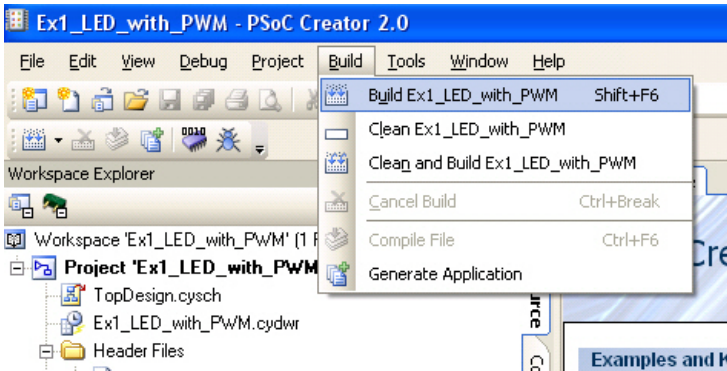 Ex1_LED_with_PWM - PSoC Creator 2.0
File Edit View Debug Project Build Tools Window Help
Build Ex1_LED_with_PWM Shift+F6
Clean Ex1_LED_with_PWM
Clean and Build Ex1_LED_with_PWM
Cancel Build Ctrl+Break
Compile File Ctrl+F6
Generate Application
Workspace Explorer
Workspace 'Ex1_LED_with_PWM' (1
Project 'Ex1_LED_with_PWM
TopDesign.cysch
Ex1_LED_with_PWM.cydwr
Header Files
Cre
Examples and K